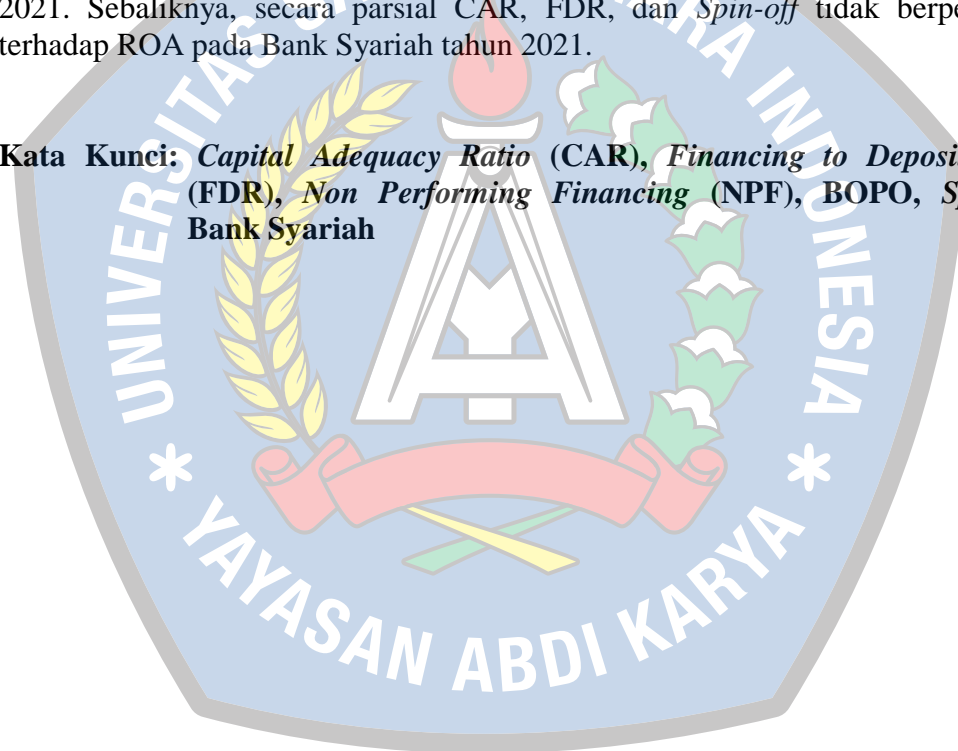 2021. Sebaliknya, secara parsial CAR, FDR, dan Spin-off tidak
terhadap ROA pada Bank Syariah tahun 2021.
Kata Kunci: Capital Adequacy Ratio (CAR), Financing to
(FDR), Non Performing Financing (NPF), BOPO,
Bank Syariah
UNIVERSITAS INDONESIA
* YAYASAN ABDI KARYA *